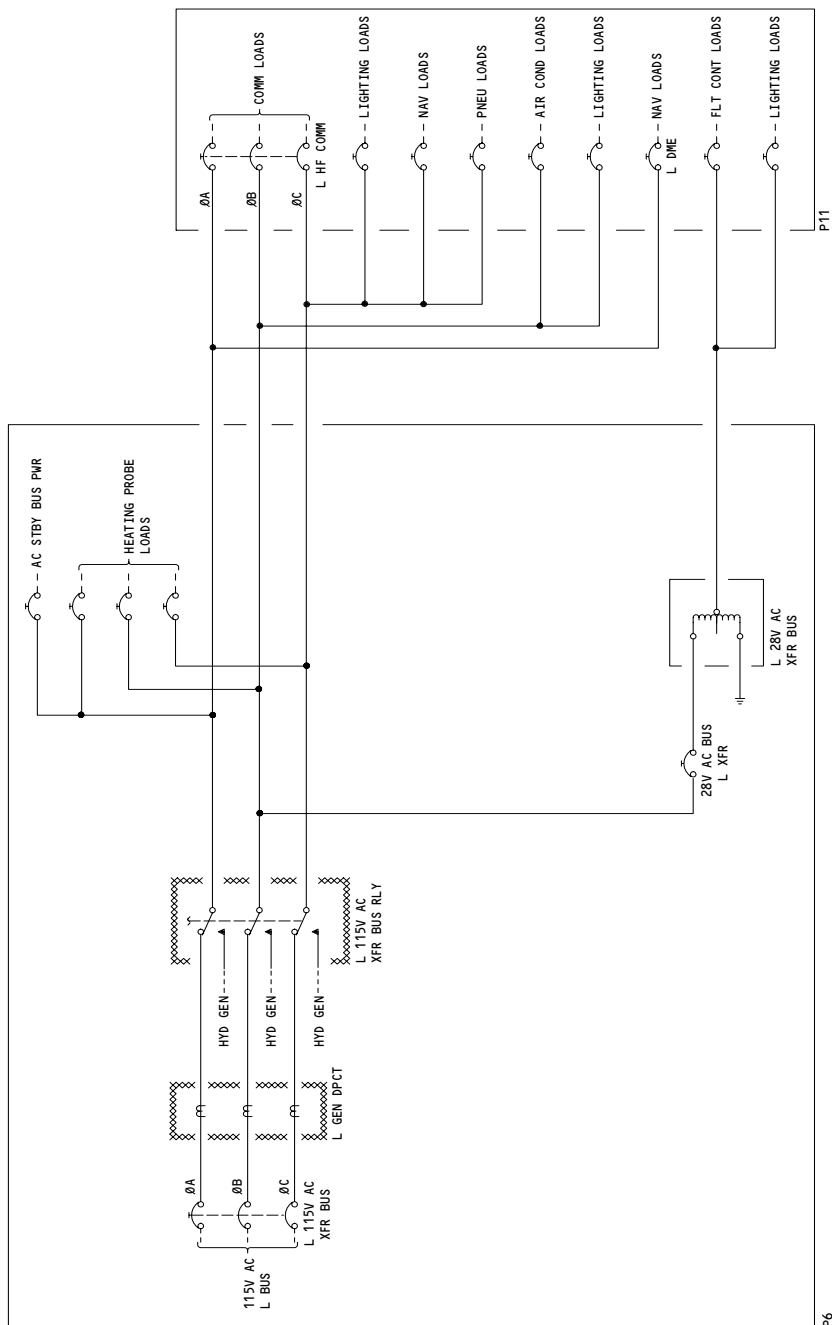 AC STBY BUS PWR
HEATING PROBE
LOADS
115V AC
L BUS
ØA
ØB
ØC
L 115V AC
XFR BUS
L GEN DPCT
HYD GEN
HYD GEN
HYD GEN
L 115V AC
XFR BUS RLY
28V AC BUS
L XFR
L 28V AC
XFR BUS
P6
ØA
ØB
ØC
L HF COMM
COMM LOADS
LIGHTING LOADS
NAV LOADS
PNEU LOADS
AIR COND LOADS
LIGHTING LOADS
NAV LOADS
L DME
FLT CONT LOADS
LIGHTING LOADS
P11